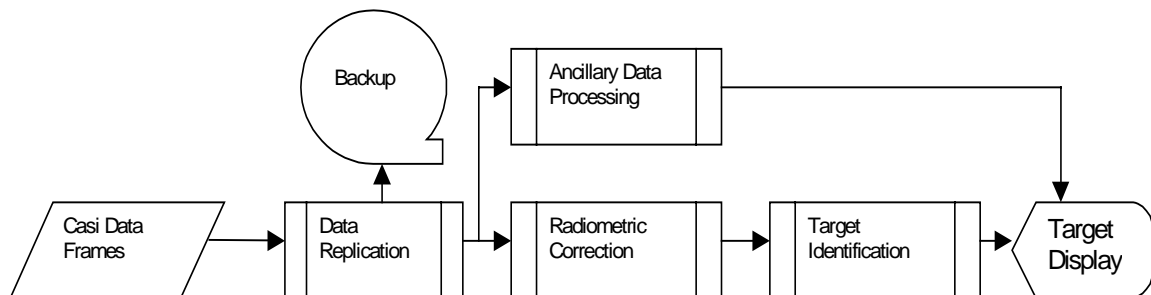 Backup
Ancillary Data
Processing
Casi Data
Frames
Data
Replication
Radiometric
Correction
Target
Identification
Target
Display